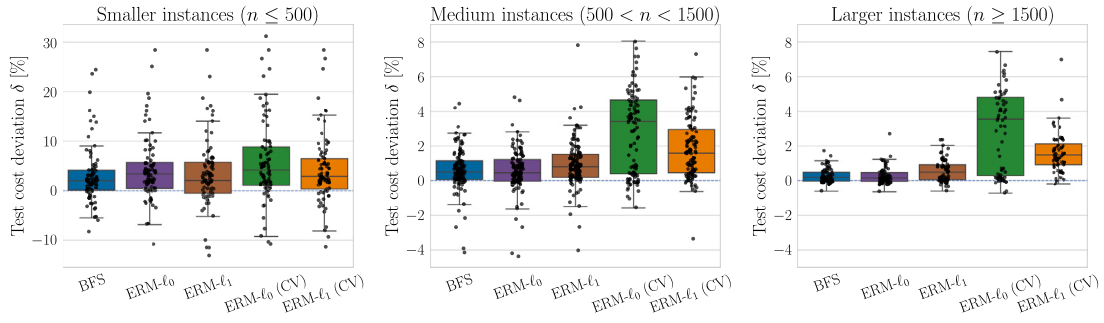 Smaller instances (n ≤ 500)
Test cost deviation δ [%]
30
20
10
0
−10
BFS
ERM-ℓ0
ERM-ℓ1
ERM-ℓ0 (CV)
ERM-ℓ1 (CV)
Medium instances (500 < n < 1500)
Test cost deviation δ [%]
8
6
4
2
0
−2
−4
BFS
ERM-ℓ0
ERM-ℓ1
ERM-ℓ0 (CV)
ERM-ℓ1 (CV)
Larger instances (n ≥ 1500)
Test cost deviation δ [%]
8
6
4
2
0
−2
−4
BFS
ERM-ℓ0
ERM-ℓ1
ERM-ℓ0 (CV)
ERM-ℓ1 (CV)